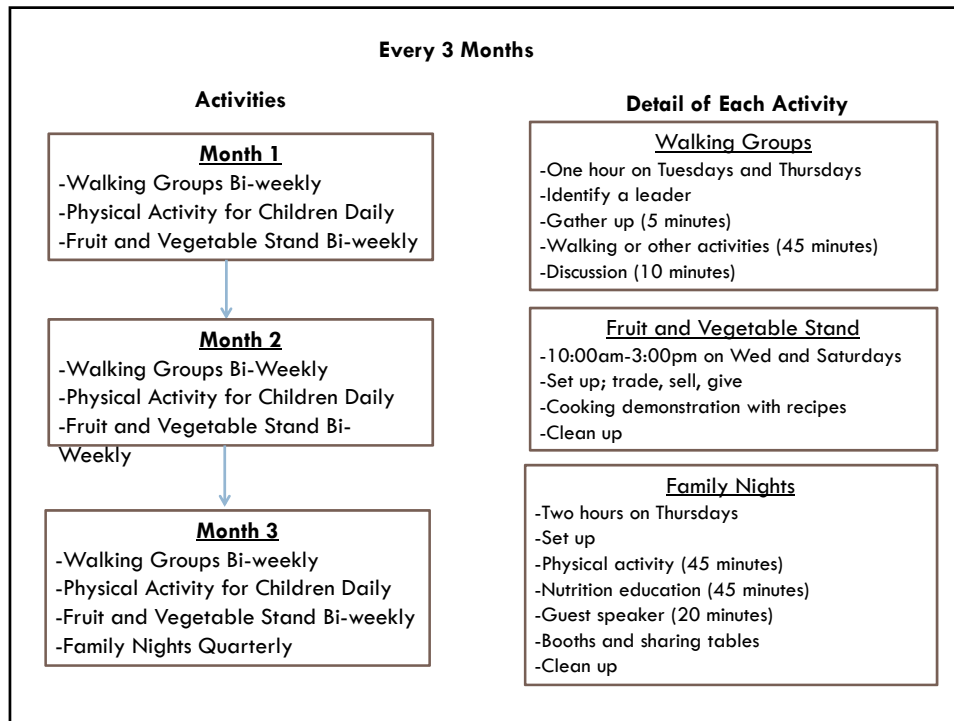 Every 3 Months
Activities
Month 1
-Walking Groups Bi-weekly
-Physical Activity for Children Daily
-Fruit and Vegetable Stand Bi-weekly
Month 2
-Walking Groups Bi-Weekly
-Physical Activity for Children Daily
-Fruit and Vegetable Stand Bi-
Weekly
Month 3
-Walking Groups Bi-weekly
-Physical Activity for Children Daily
-Fruit and Vegetable Stand Bi-weekly
-Family Nights Quarterly
Detail of Each Activity
Walking Groups
-One hour on Tuesdays and Thursdays
-Identify a leader
-Gather up (5 minutes)
-Walking or other activities (45 minutes)
-Discussion (10 minutes)
Fruit and Vegetable Stand
-10:00am-3:00pm on Wed and Saturdays
-Set up; trade, sell, give
-Cooking demonstration with recipes
-Clean up
Family Nights
-Two hours on Thursdays
-Set up
-Physical activity (45 minutes)
-Nutrition education (45 minutes)
-Guest speaker (20 minutes)
-Booths and sharing tables
-Clean up